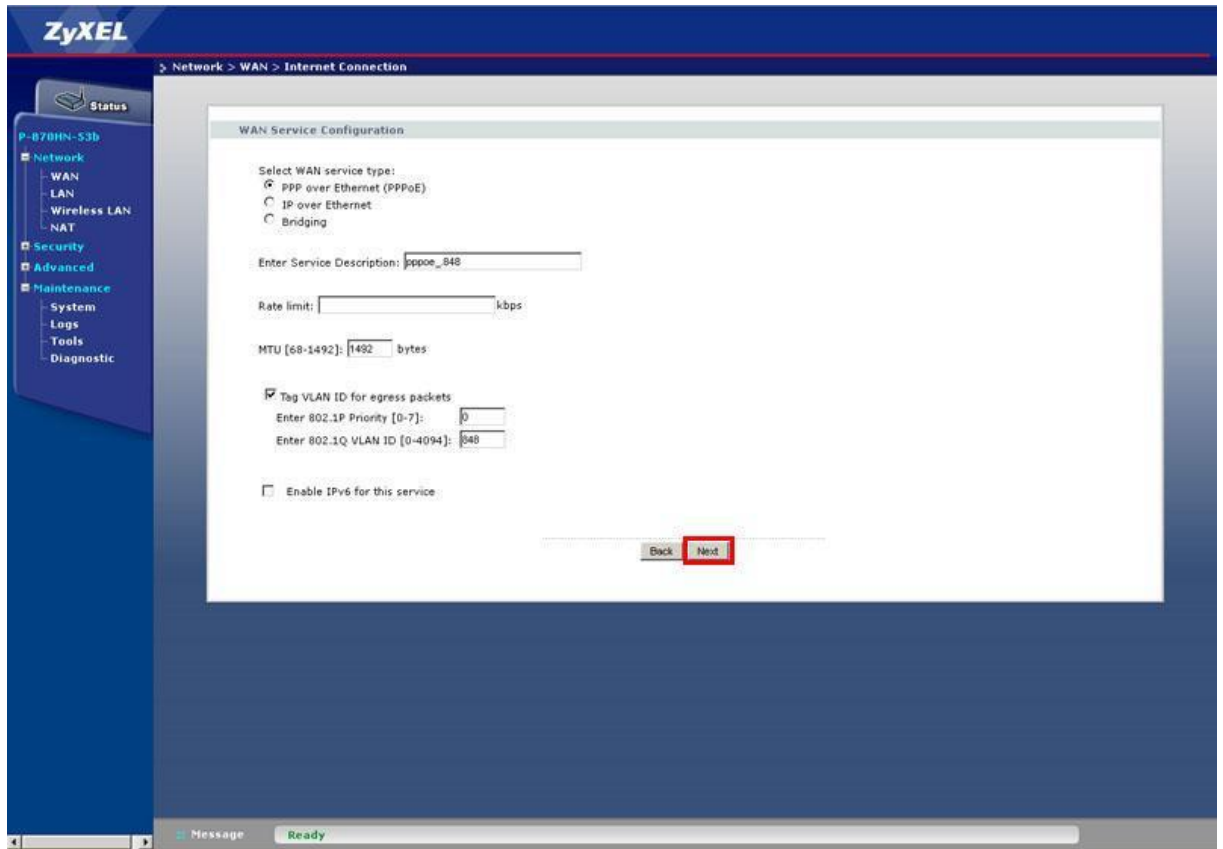 ZyXEL
Network > WAN > Internet Connection
Status
P-870HN-53b
Network
WAN
LAN
Wireless LAN
NAT
Security
Advanced
Maintenance
System
Logs
Tools
Diagnostic
WAN Service Configuration
Select WAN service type:
PPP over Ethernet (PPPoE)
IP over Ethernet
Bridging
Enter Service Description: pppoe_848
Rate limit: kbps
MTU [68-1492]: 1492 bytes
Tag VLAN ID for egress packets
Enter 802.1P Priority [0-7]: 0
Enter 802.1Q VLAN ID [0-4094]: 848
Enable IPv6 for this service
Back Next
Message Ready